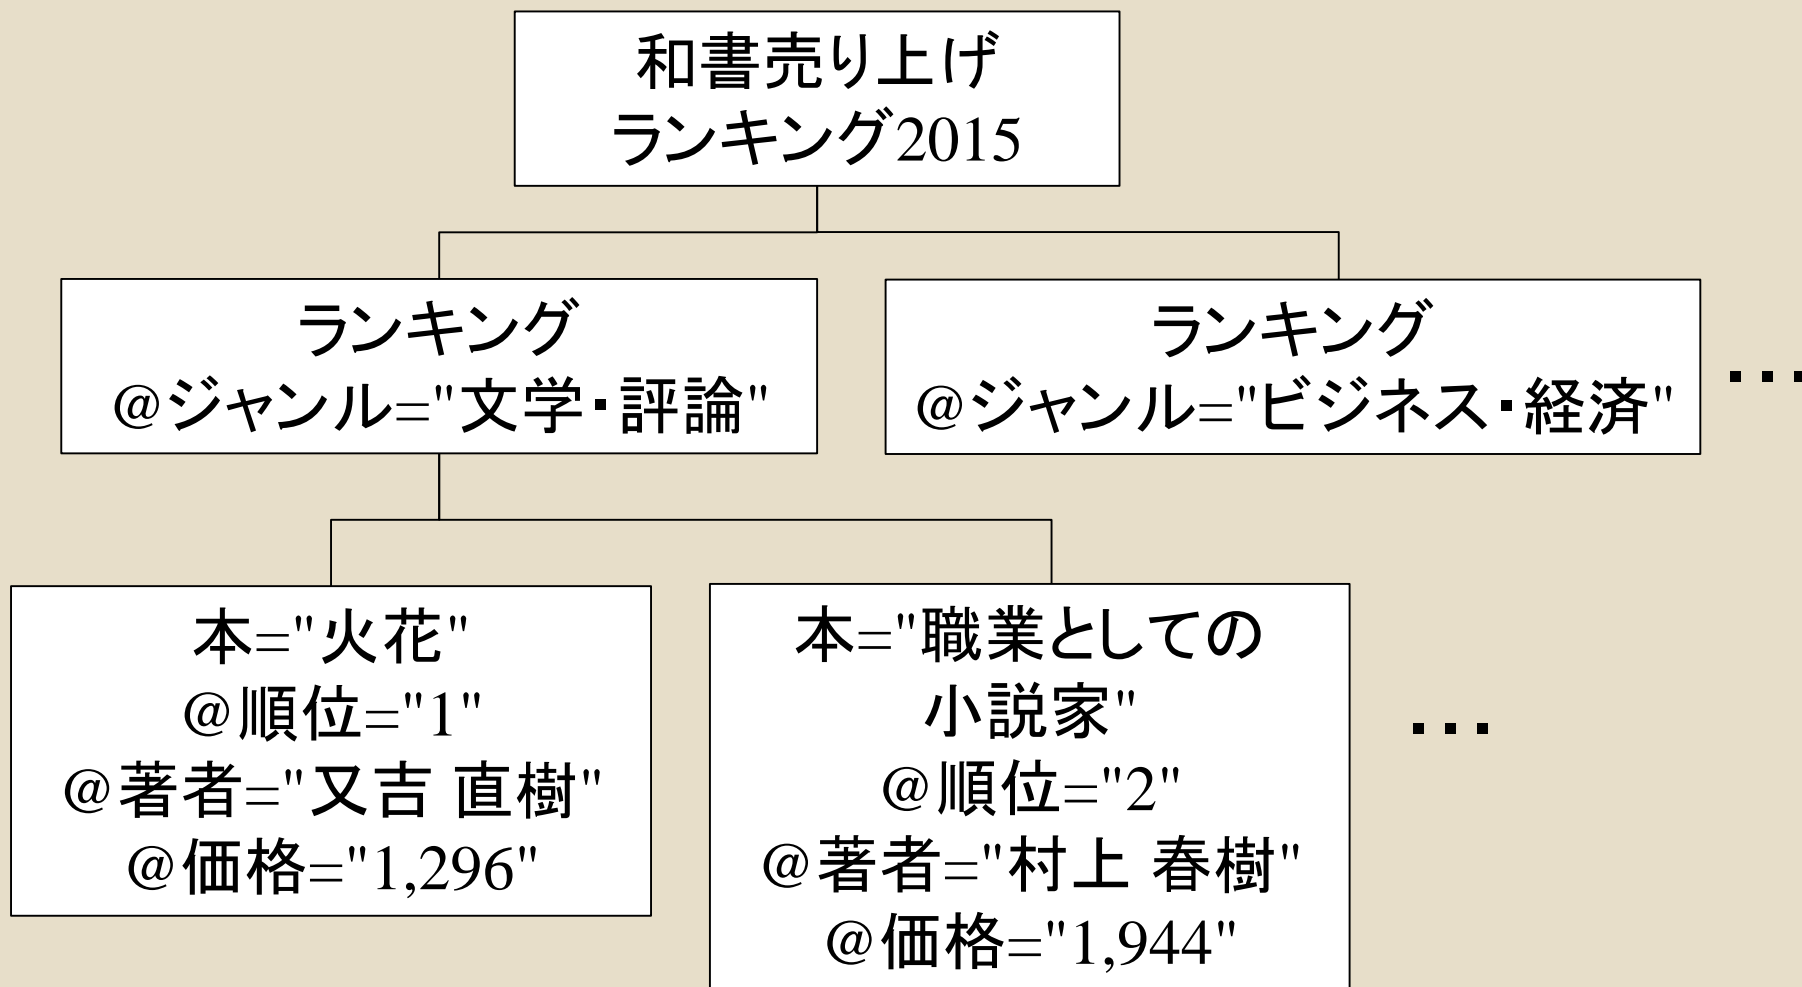 和書売り上げ
ランキング2015
ランキング
@ジャンル="文学・評論"
ランキング
@ジャンル="ビジネス・経済"
・・・
本="火花"
@順位="1"
@著者="又吉 直樹"
@価格="1,296"
本="職業としての
小説家"
@順位="2"
@著者="村上 春樹"
@価格="1,944"
・・・